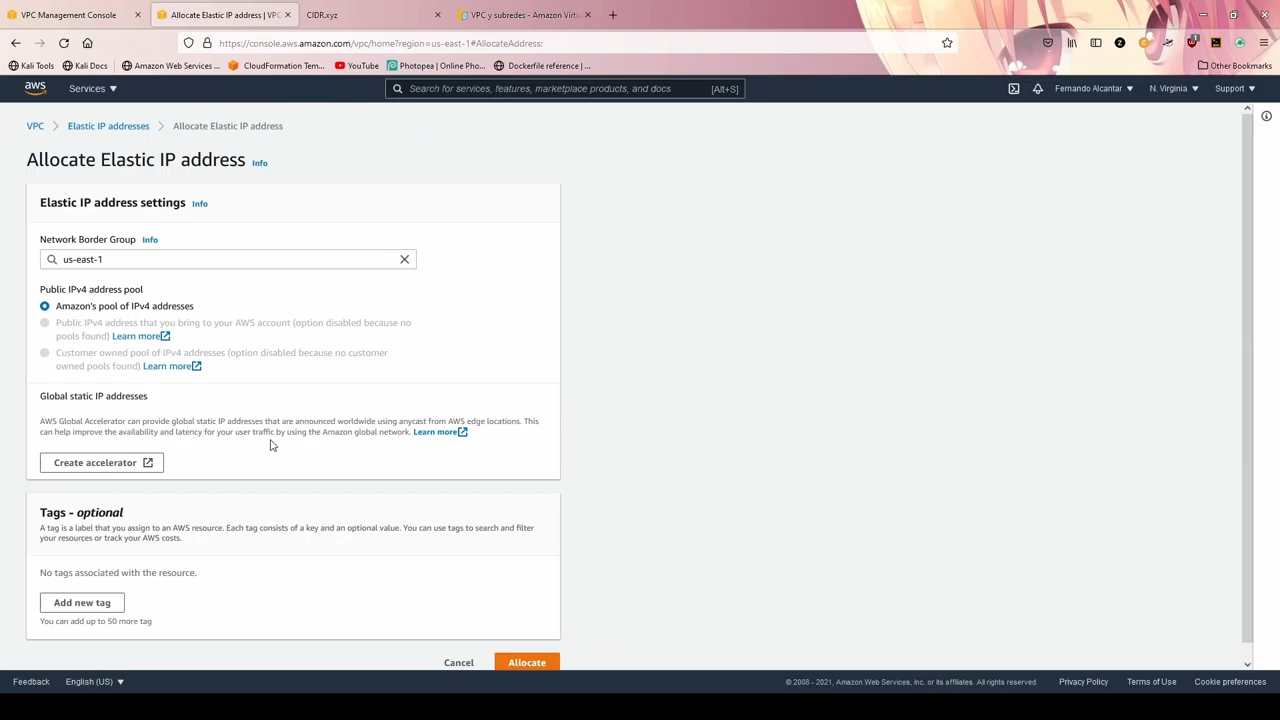 VPC Management Console
Allocate Elastic IP address | VPC
CIDR.xyz
VPC y subredes - Amazon Virtu
https://console.aws.amazon.com/vpc/home?region=us-east-1#AllocateAddress:
Kali Tools
Kali Docs
Amazon Web Services ...
CloudFormation Tem...
YouTube
Photopea | Online Pho...
Dockerfile reference | ...
Other Bookmarks
aws
Services
Search for services, features, marketplace products, and docs
[Alt+S]
Fernando Alcantar
N. Virginia
Support
VPC
Elastic IP addresses
Allocate Elastic IP address
Allocate Elastic IP address Info
Elastic IP address settings Info
Network Border Group Info
us-east-1
Public IPv4 address pool
Amazon's pool of IPv4 addresses
Public IPv4 address that you bring to your AWS account (option disabled because no
pools found) Learn more
Customer owned pool of IPv4 addresses (option disabled because no customer
owned pools found) Learn more
Global static IP addresses
AWS Global Accelerator can provide global static IP addresses that are announced worldwide using anycast from AWS edge locations. This
can help improve the availability and latency for your user traffic by using the Amazon global network. Learn more
Create accelerator
Tags - optional
A tag is a label that you assign to an AWS resource. Each tag consists of a key and an optional value. You can use tags to search and filter
your resources or track your AWS costs.
No tags associated with the resource.
Add new tag
You can add up to 50 more tag
Cancel
Allocate
Feedback
English (US)
© 2008 - 2021, Amazon Web Services, Inc. or its affiliates. All rights reserved.
Privacy Policy
Terms of Use
Cookie preferences